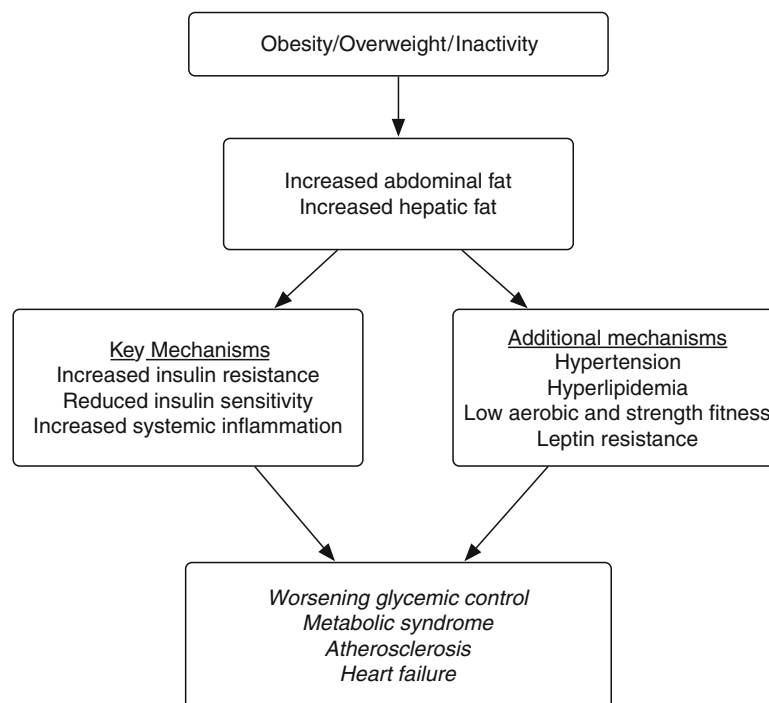 Obesity/Overweight/Inactivity
Increased abdominal fat
Increased hepatic fat
Key Mechanisms
Increased insulin resistance
Reduced insulin sensitivity
Increased systemic inflammation
Additional mechanisms
Hypertension
Hyperlipidemia
Low aerobic and strength fitness
Leptin resistance
Worsening glycemic control
Metabolic syndrome
Atherosclerosis
Heart failure